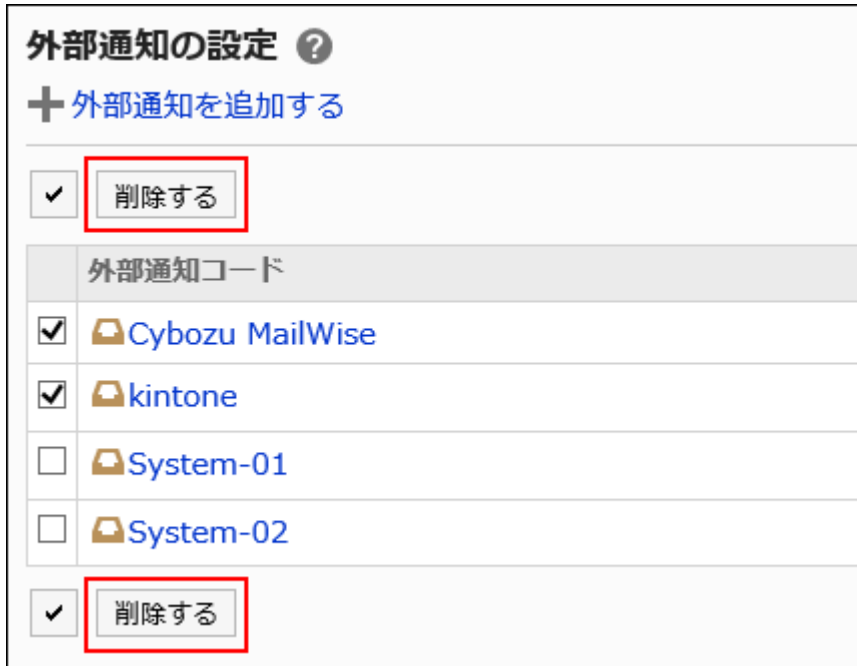 外部通知の設定
外部通知を追加する
削除する
外部通知コード
Cybozu MailWise
kintone
System-01
System-02
削除する